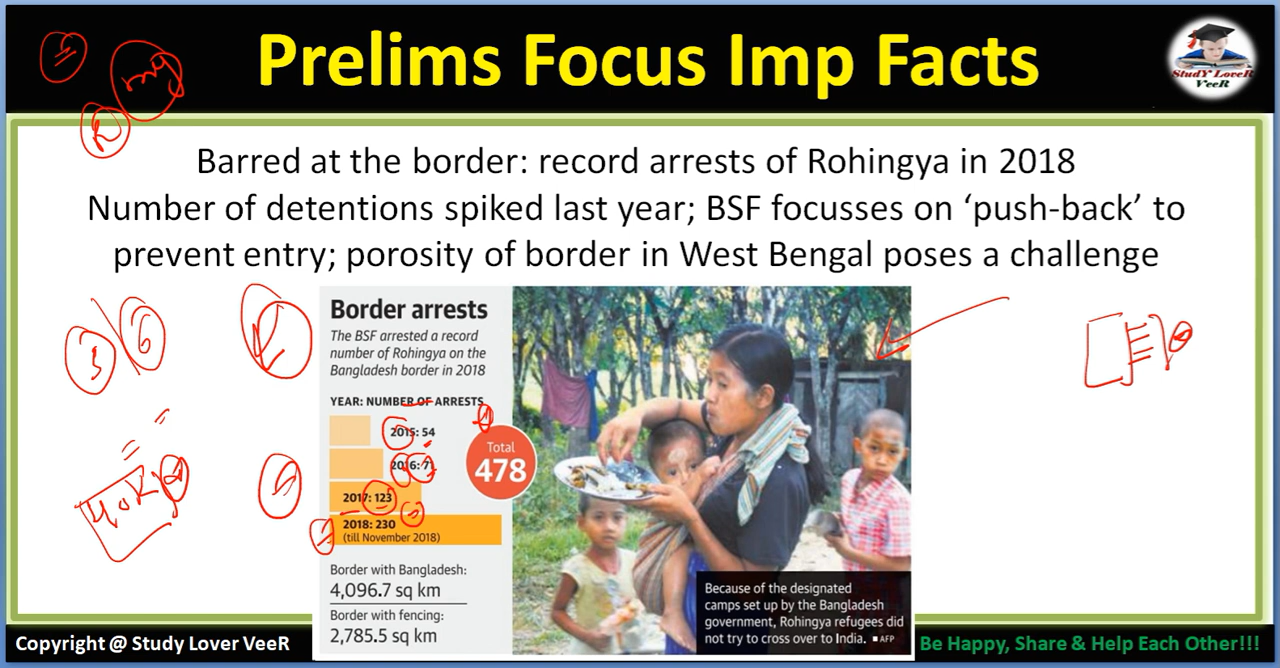 Prelims Focus Imp Facts
StudY LoveR
VeeR
Barred at the border: record arrests of Rohingya in 2018
Number of detentions spiked last year; BSF focusses on ‘push-back’ to
prevent entry; porosity of border in West Bengal poses a challenge
Border arrests
The BSF arrested a record
number of Rohingya on the
Bangladesh border in 2018
YEAR: NUMBER OF ARRESTS
2015: 54
2016: 71
2017: 123
2018: 230
(till November 2018)
Total
478
Border with Bangladesh:
4,096.7 sq km
Border with fencing:
2,785.5 sq km
Because of the designated
camps set up by the Bangladesh
government, Rohingya refugees did
not try to cross over to India. ■ AFP
3
6
40K
Copyright @ Study Lover VeeR
Be Happy, Share & Help Each Other!!!